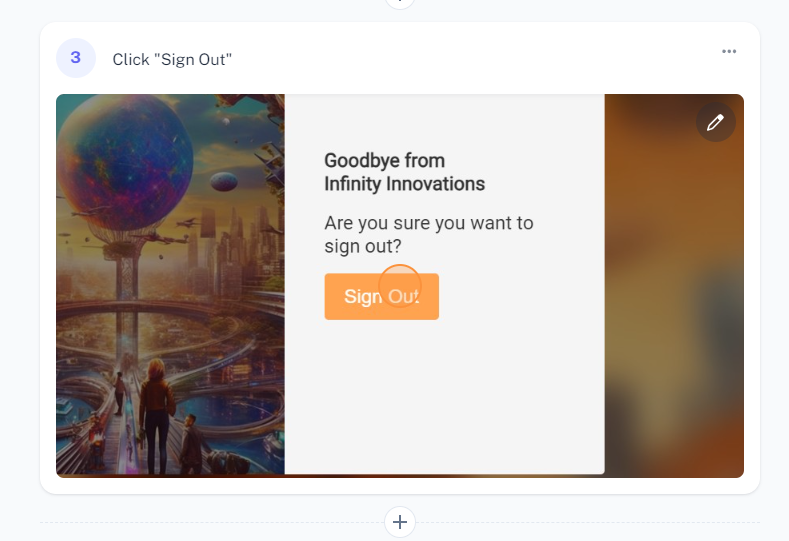 3
Click "Sign Out"
Goodbye from
Infinity Innovations
Are you sure you want to
sign out?
Sign Out